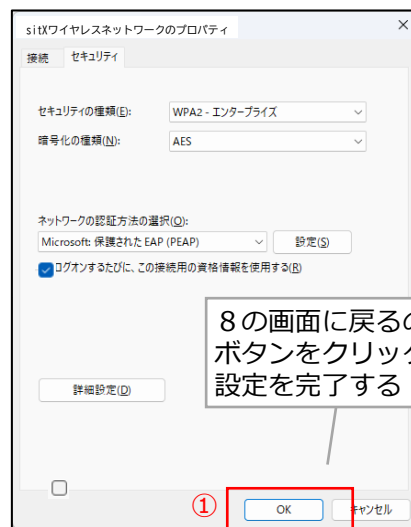 sitXワイヤレスネットワークのプロパティ
接続 セキュリティ
セキュリティの種類(E): WPA2 - エンタープライズ
暗号化の種類(N): AES
ネットワークの認証方法の選択(O):
Microsoft: 保護された EAP (PEAP) 設定(S)
ログオンするたびに、この接続用の資格情報を使用する(R)
８の画面に戻るの
ボタンをクリック
設定を完了する
詳細設定(D)
① OK キャンセル